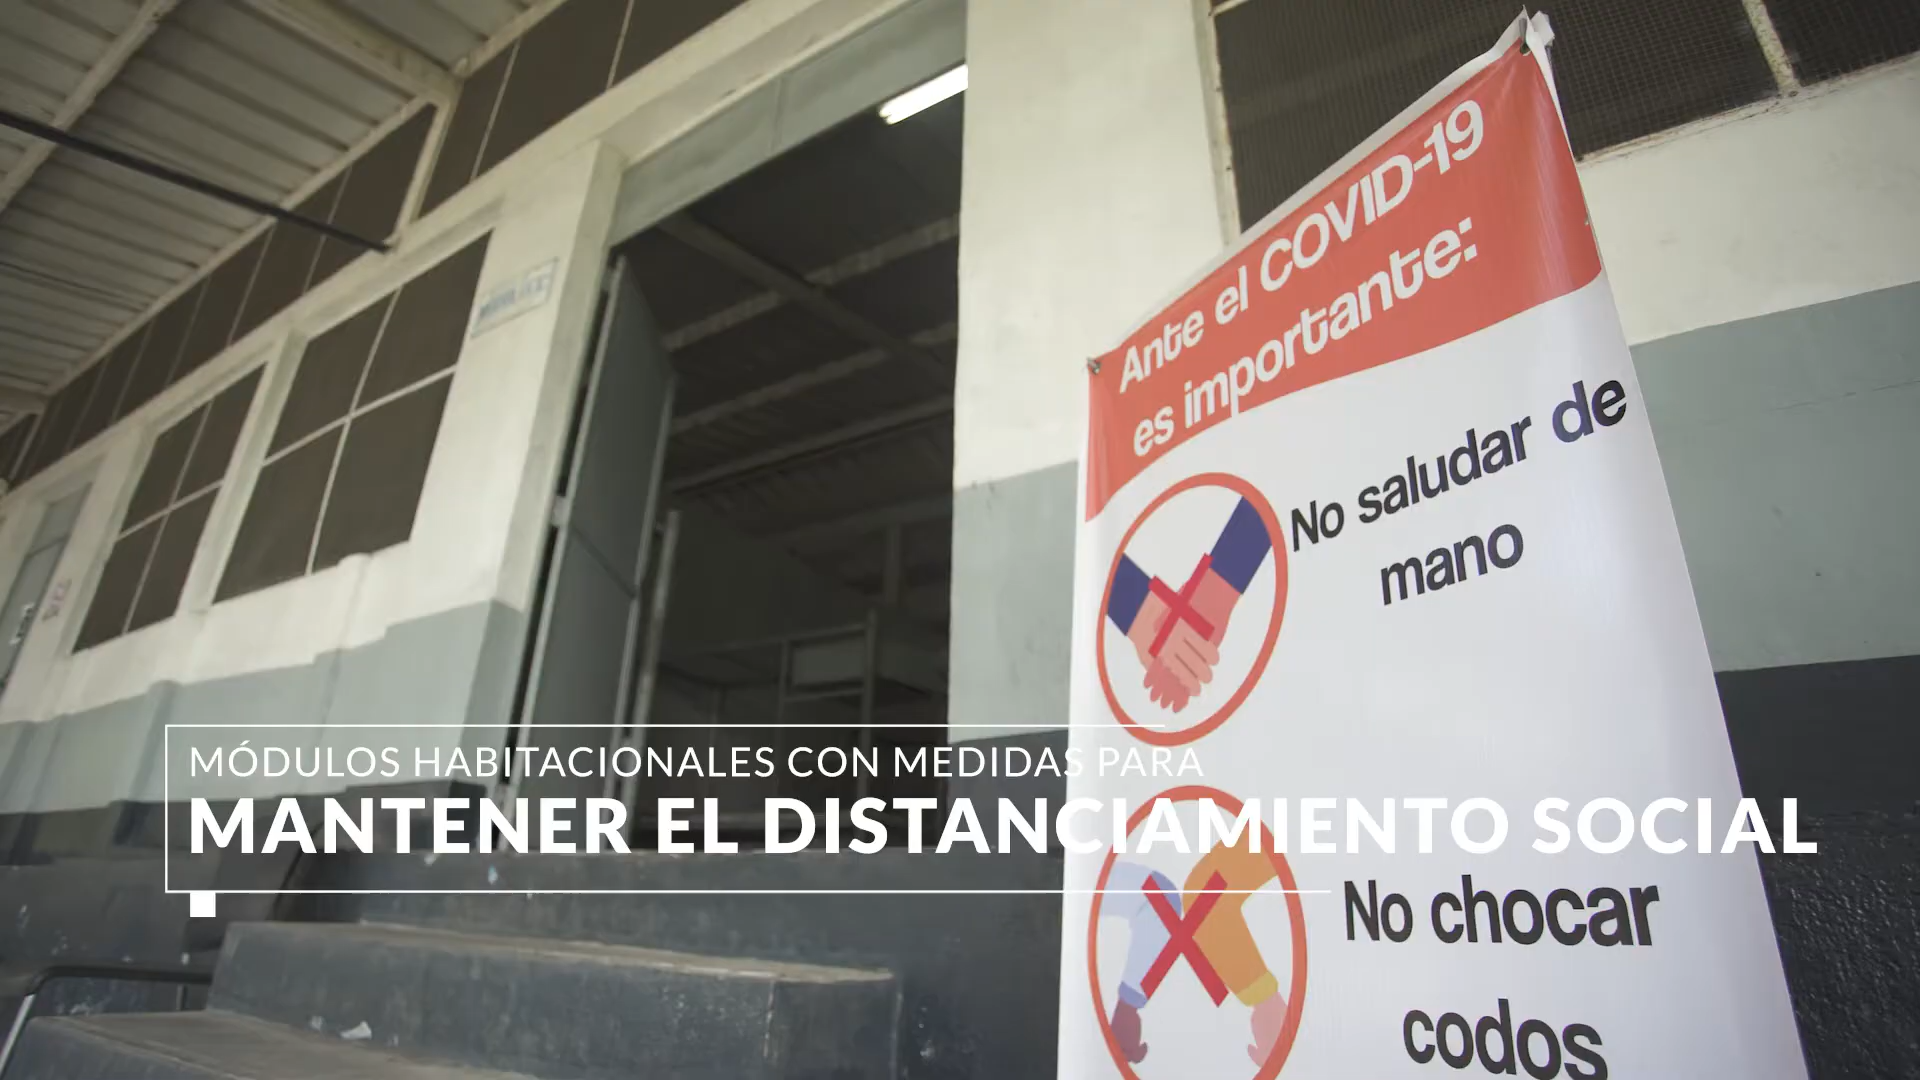 Ante el COVID-19
es importante:
No saludar de
mano
MÓDULOS HABITACIONALES CON MEDIDAS PARA
MANTENER EL DISTANCIAMIENTO SOCIAL
No chocar
codos